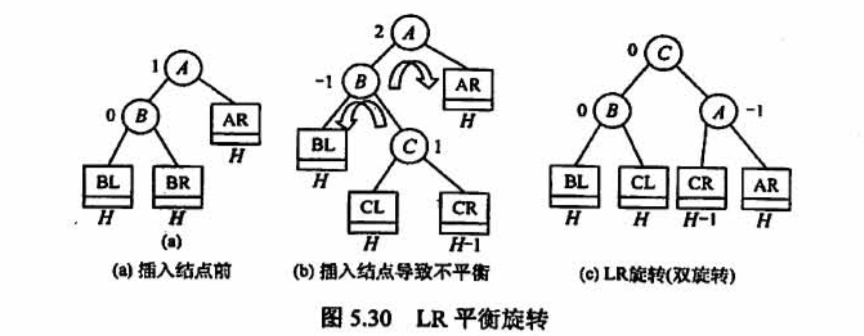 1 A
0 B AR
H
BL BR
H H
(a)
(a) 插入结点前
2 A
-1 B AR
H
BL C 1
H
CL CR
H H-1
(b) 插入结点导致不平衡
0 C
0 B A -1
BL CL CR AR
H H H-1 H
(c) LR旋转(双旋转)
图 5.30 LR 平衡旋转